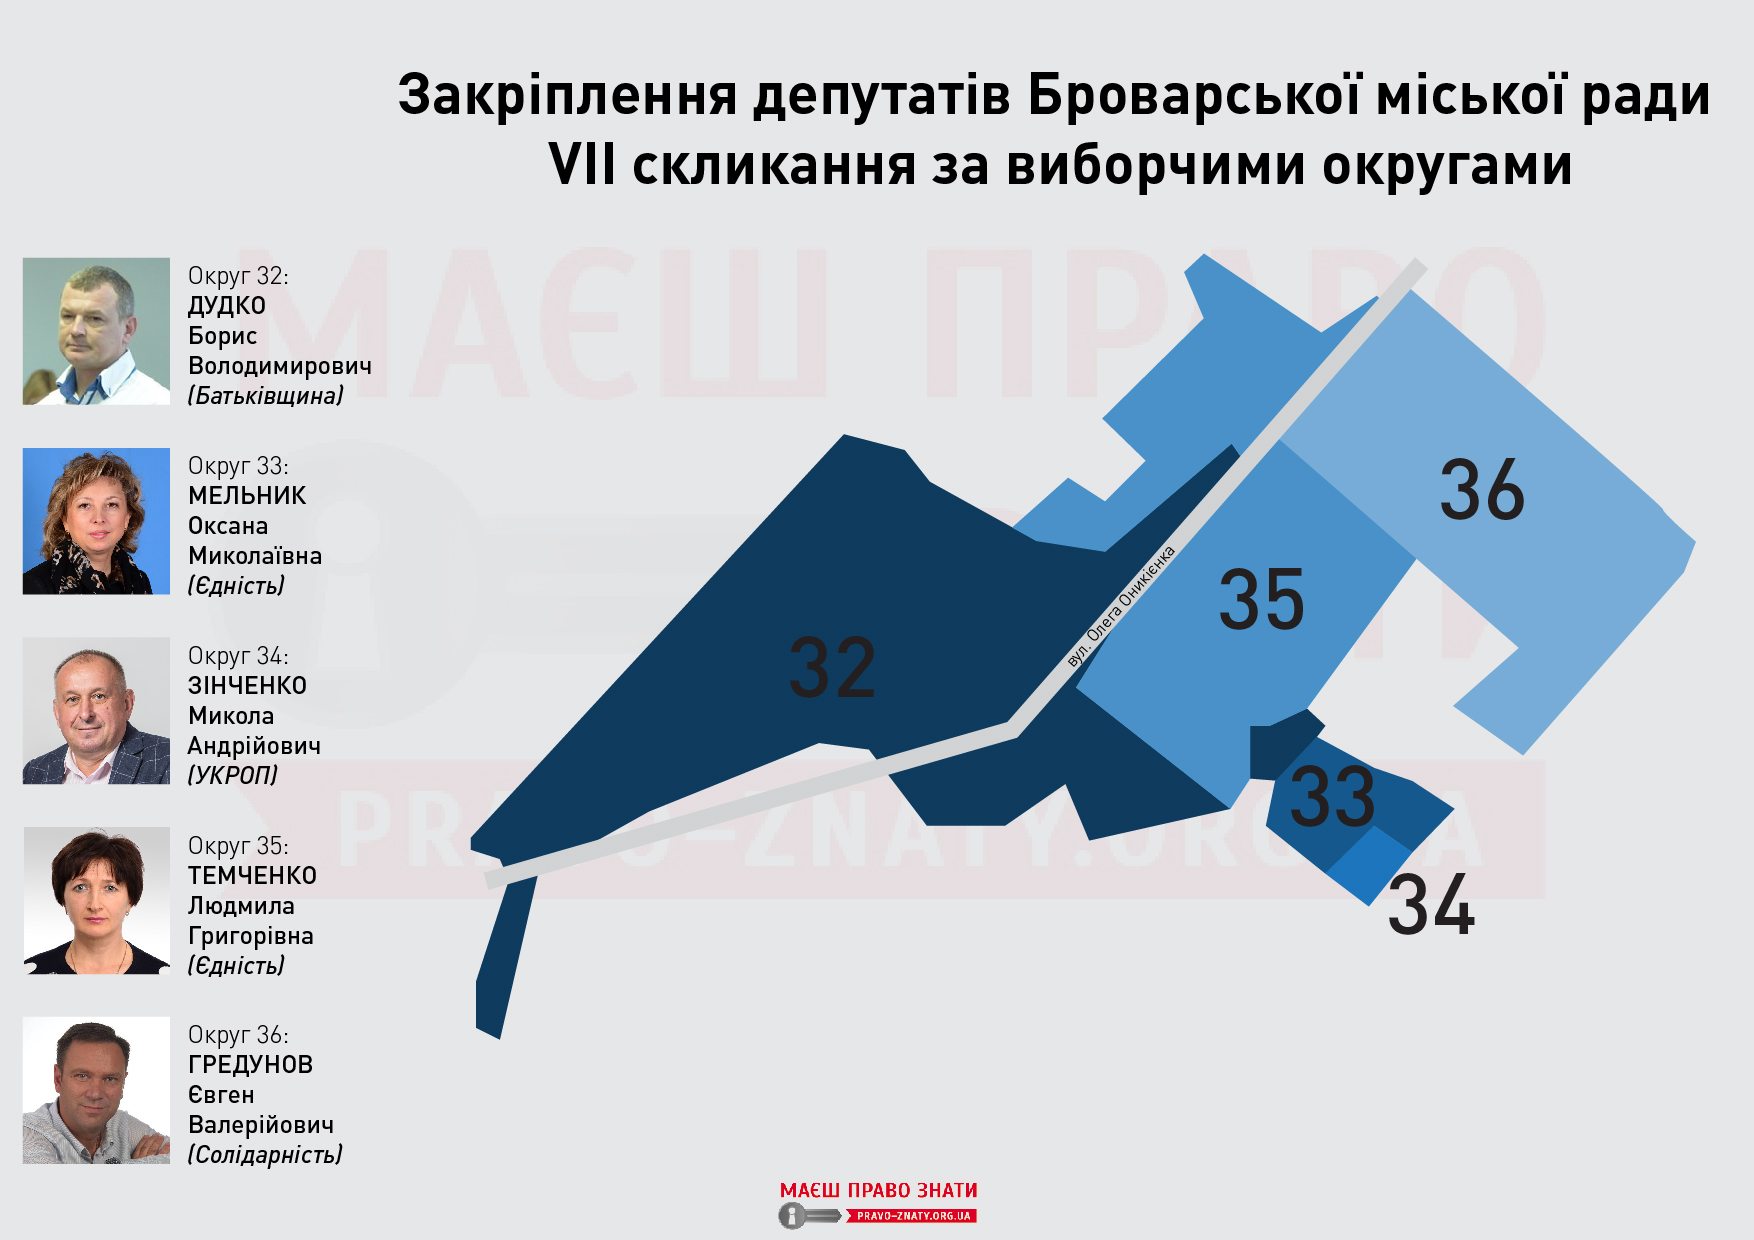 Закріплення депутатів Броварської міської ради
VII скликання за виборчими округами
МАЄШ ПРАВО
PRAVO-ZNATY.ORG.UA
Округ 32:
ДУДКО
Борис
Володимирович
(Батьківщина)
Округ 33:
МЕЛЬНИК
Оксана
Миколаївна
(Єдність)
Округ 34:
ЗІНЧЕНКО
Микола
Андрійович
(УКРОП)
Округ 35:
ТЕМЧЕНКО
Людмила
Григорівна
(Єдність)
Округ 36:
ГРЕДУНОВ
Євген
Валерійович
(Солідарність)
36
35
32
33
34
вул. Олега Оникієнка
МАЄШ ПРАВО ЗНАТИ
PRAVO-ZNATY.ORG.UA